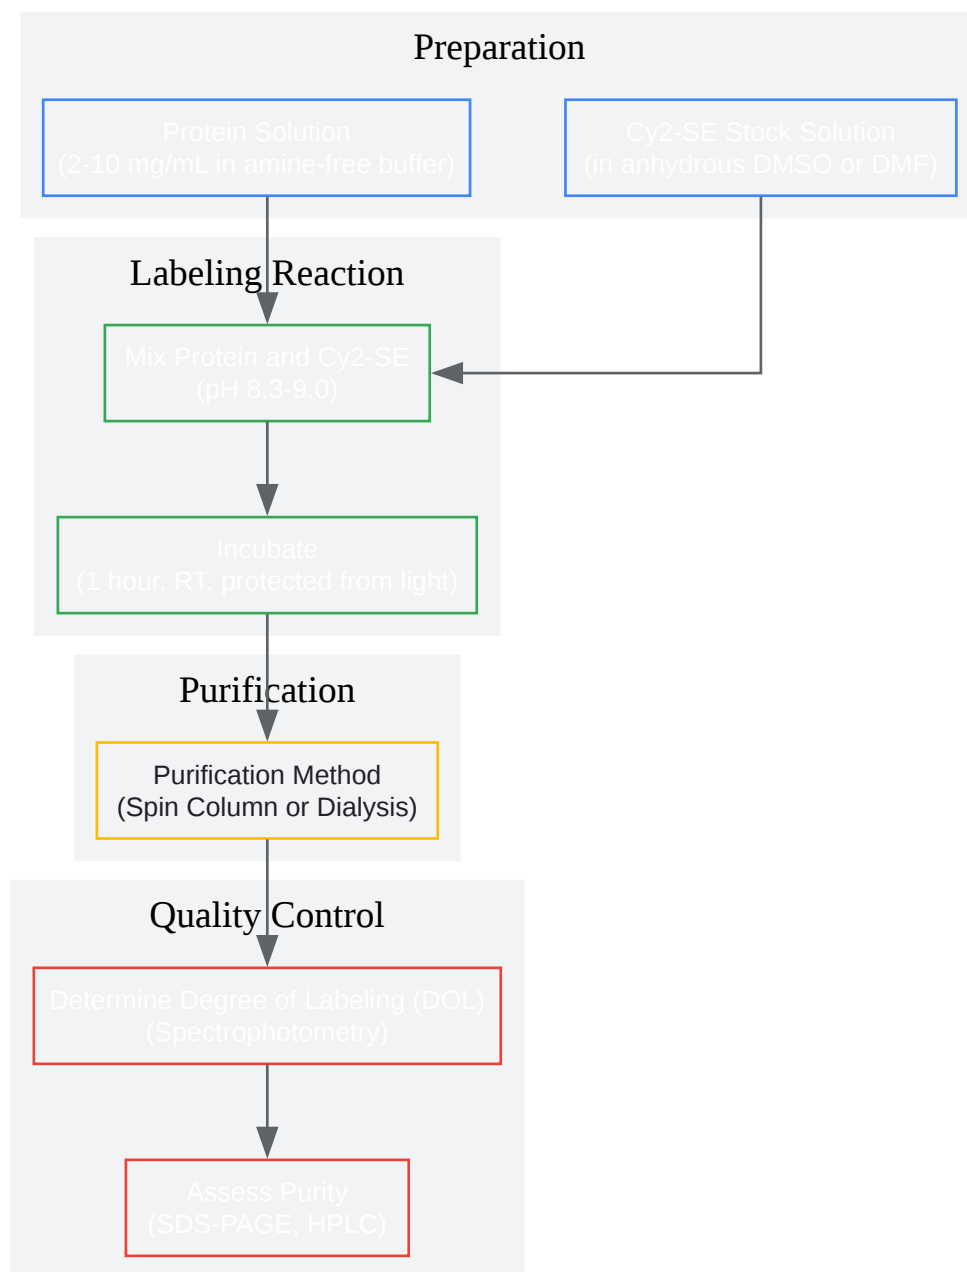 Preparation
Protein Solution
(2-10 mg/mL in amine-free buffer)
Cy2-SE Stock Solution
(in anhydrous DMSO or DMF)
Labeling Reaction
Mix Protein and Cy2-SE
(pH 8.3-9.0)
Incubate
(1 hour, RT, protected from light)
Purification
Purification Method
(Spin Column or Dialysis)
Quality Control
Determine Degree of Labeling (DOL)
(Spectrophotometry)
Assess Purity
(SDS-PAGE, HPLC)